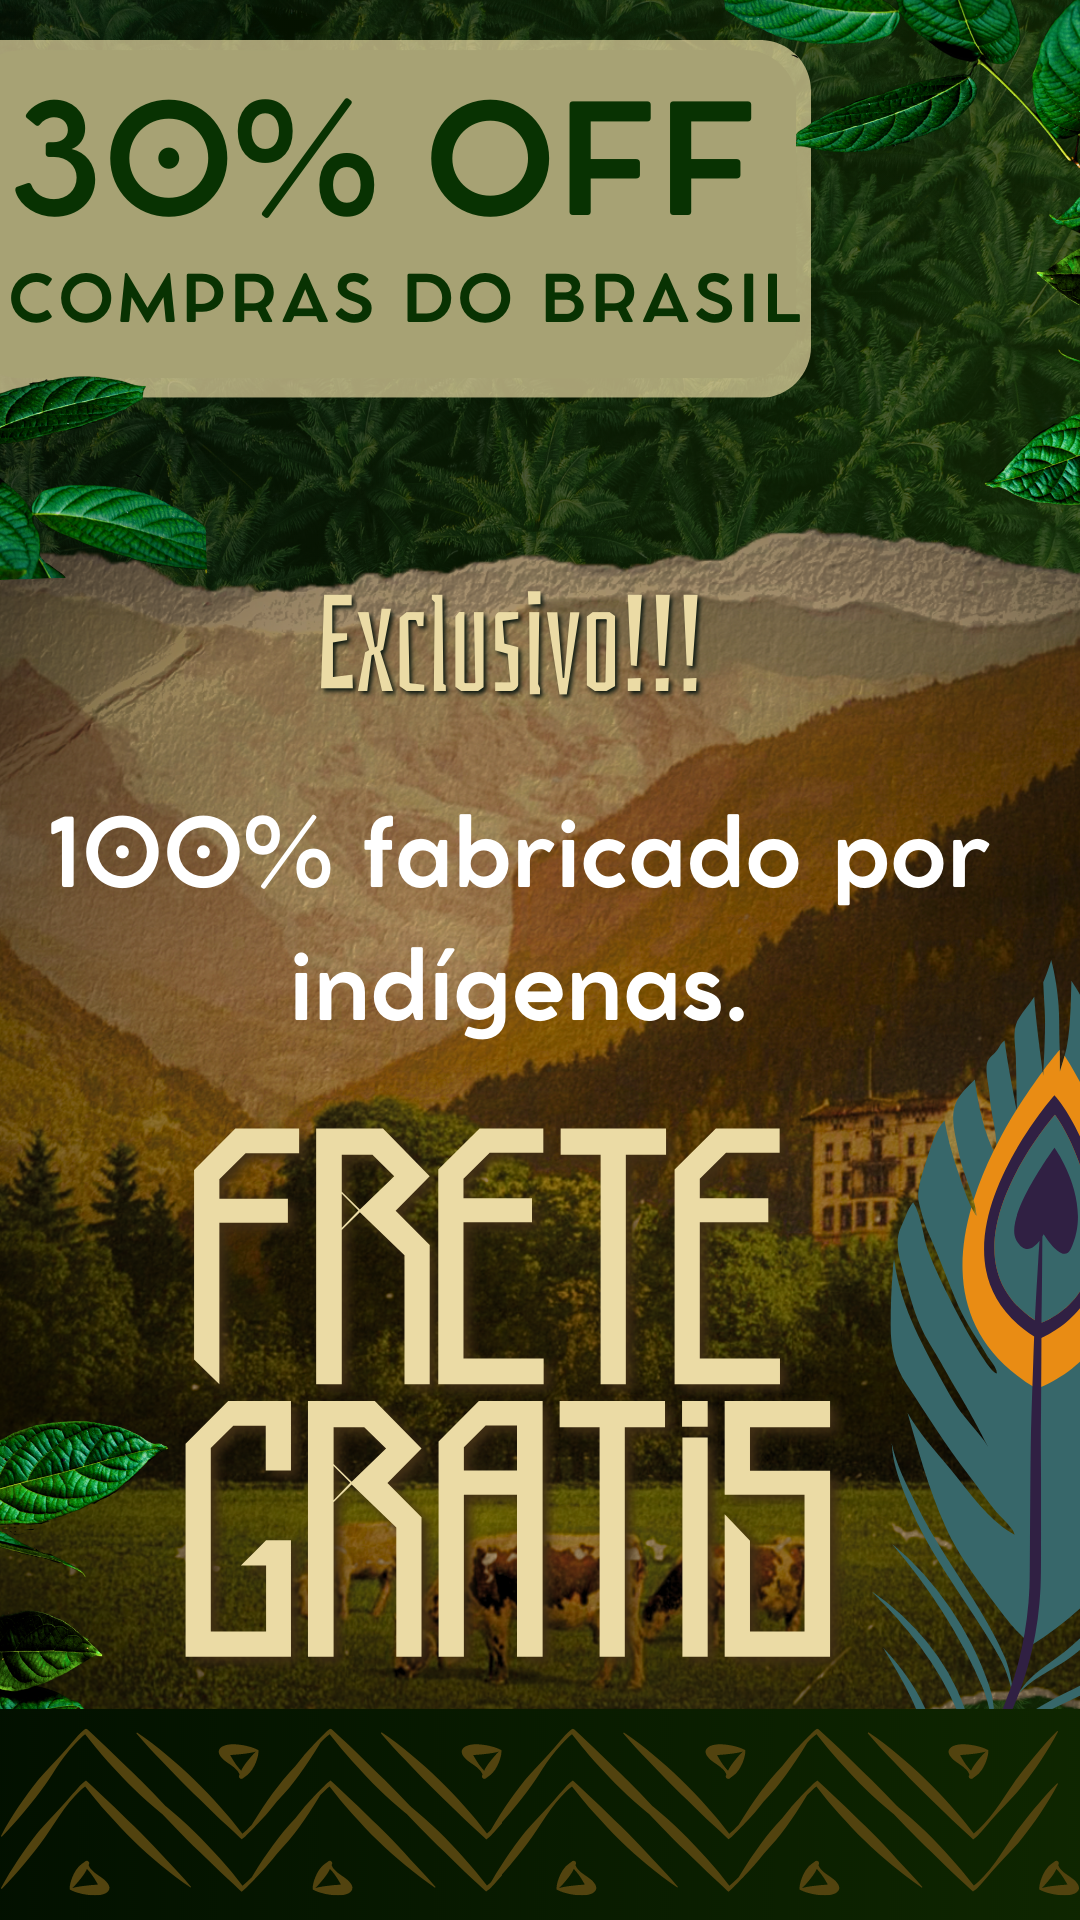 30% OFF
COMPRAS DO BRASIL
Exclusivo!!!
100% fabricado por
indígenas.
FRETE
GRATiS